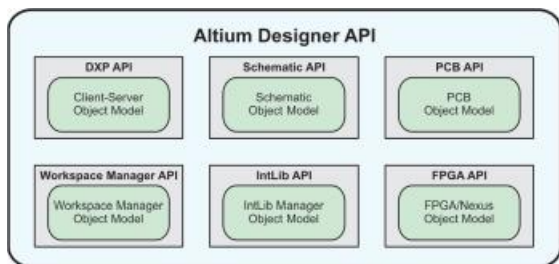 Altium Designer API
DXP API
Client-Server
Object Model
Schematic API
Schematic
Object Model
PCB API
PCB
Object Model
Workspace Manager API
Workspace Manager
Object Model
IntLib API
IntLib Manager
Object Model
FPGA API
FPGA/Nexus
Object Model